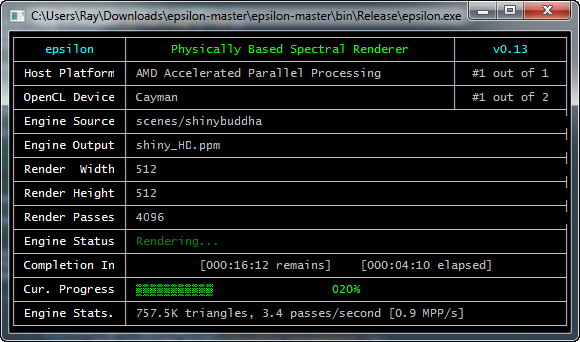 C:\Users\Ray\Downloads\epsilon-master\epsilon-master\bin\Release\epsilon.exe
epsilon Physically Based Spectral Renderer v0.13
Host Platform AMD Accelerated Parallel Processing #1 out of 1
OpenCL Device Cayman #1 out of 2
Engine Source scenes/shinybuddha
Engine Output shiny_HD.ppm
Render Width 512
Render Height 512
Render Passes 4096
Engine Status Rendering...
Completion In [000:16:12 remains] [000:04:10 elapsed]
Cur. Progress 020%
Engine Stats. 757.5K triangles, 3.4 passes/second [0.9 MPP/s]